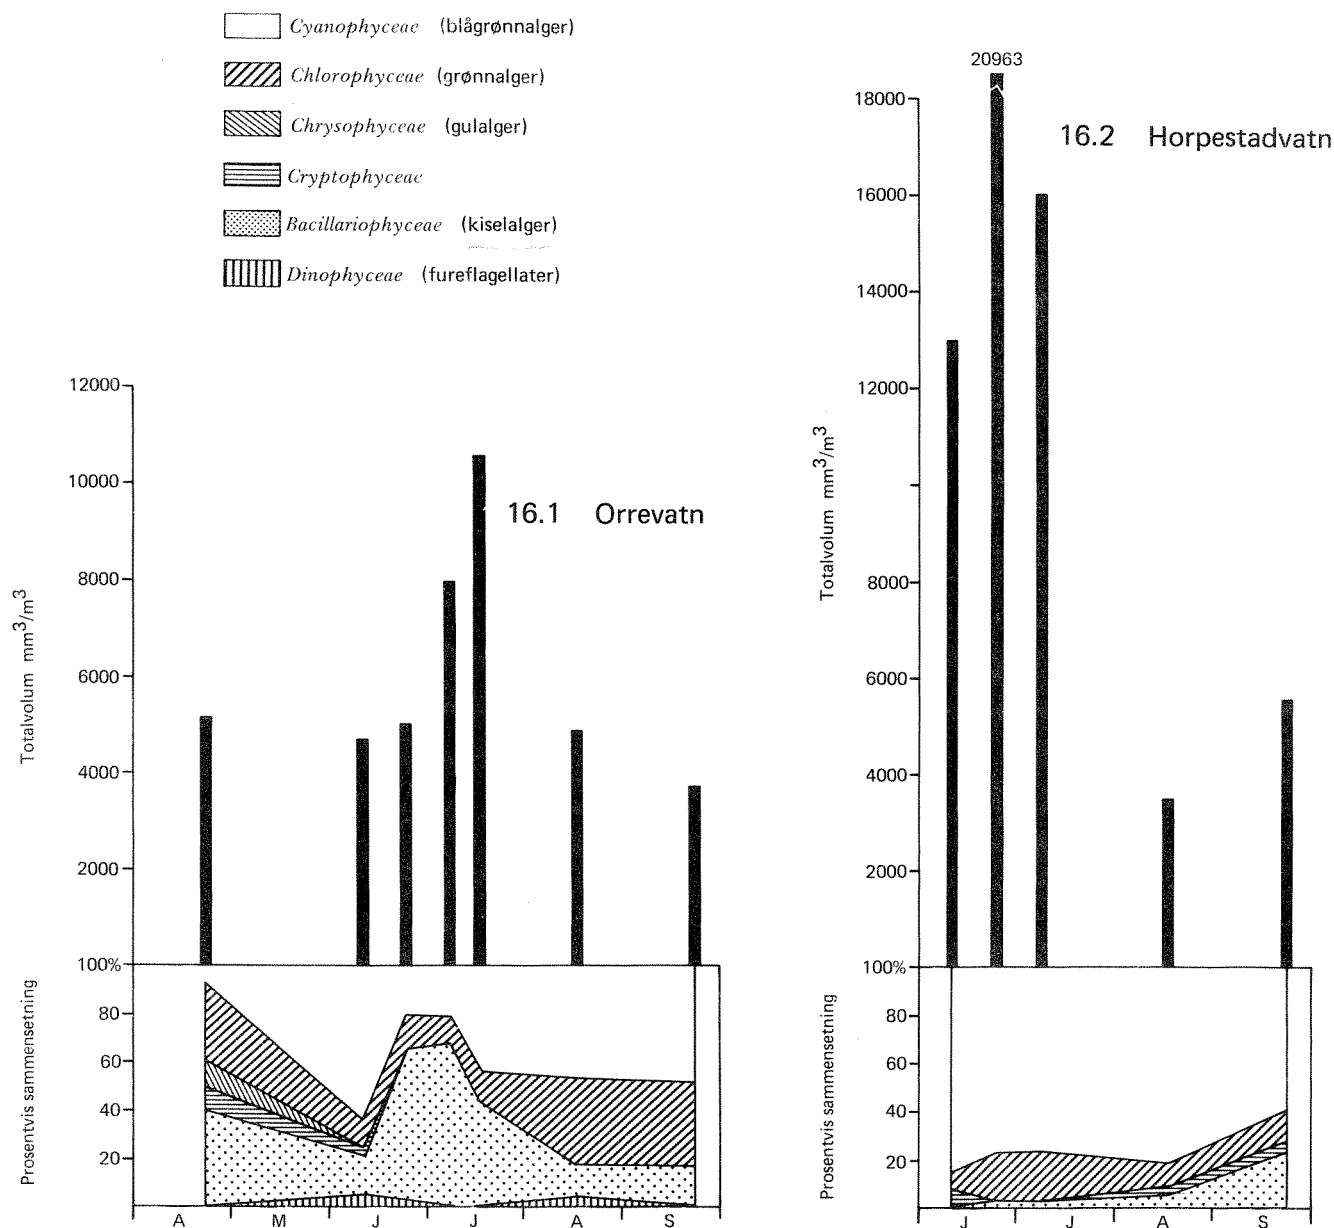 Cyanophyceae (blågrønnalger)
Chlorophyceae (grønnalger)
Chrysophyceae (gulalger)
Cryptophyceae
Bacillariophyceae (kiselalger)
Dinophyceae (fureflagellater)
16.1 Orrevatn
Totalvolum mm³/m³
12000
10000
8000
6000
4000
2000
100%
80
60
40
20
Prosentvis sammensetning
A M J J A S
16.2 Horpestadvatn
20963
Totalvolum mm³/m³
18000
16000
14000
12000
8000
6000
4000
2000
100%
80
60
40
20
Prosentvis sammensetning
J J A S